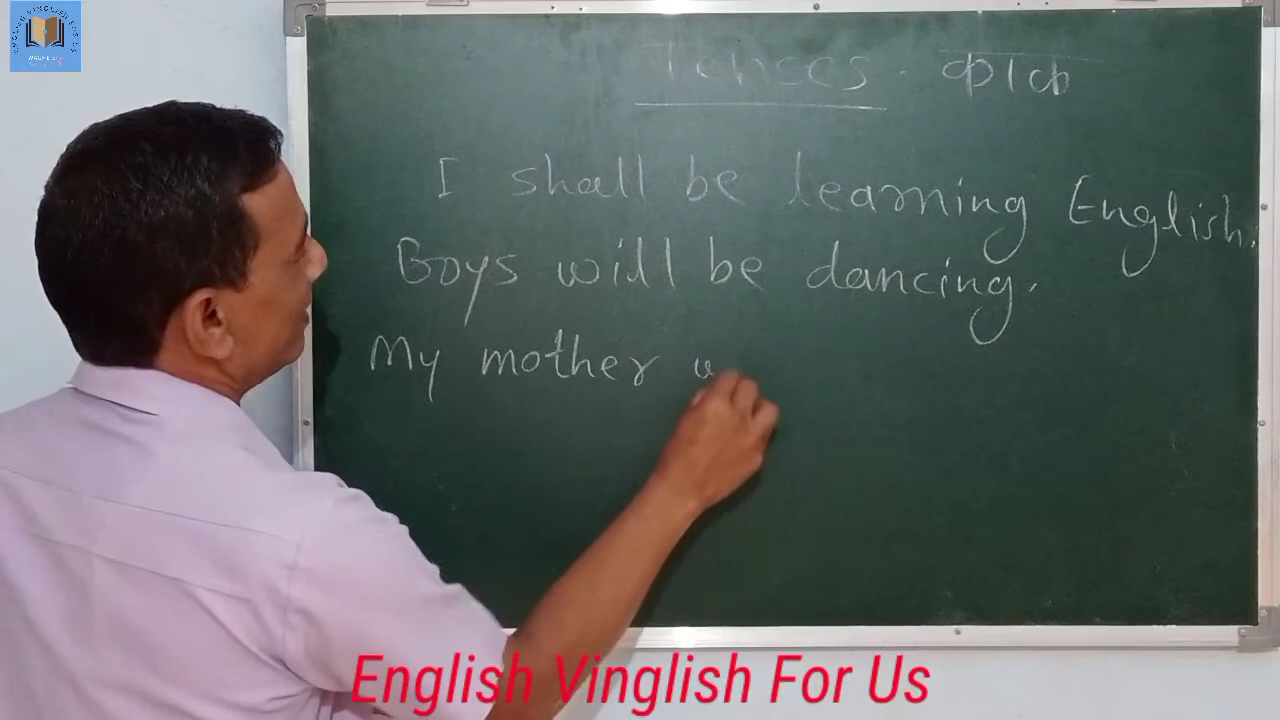 Tenses. काळ
I shall be learning English.
Boys will be dancing.
My mother w
English Vinglish For Us